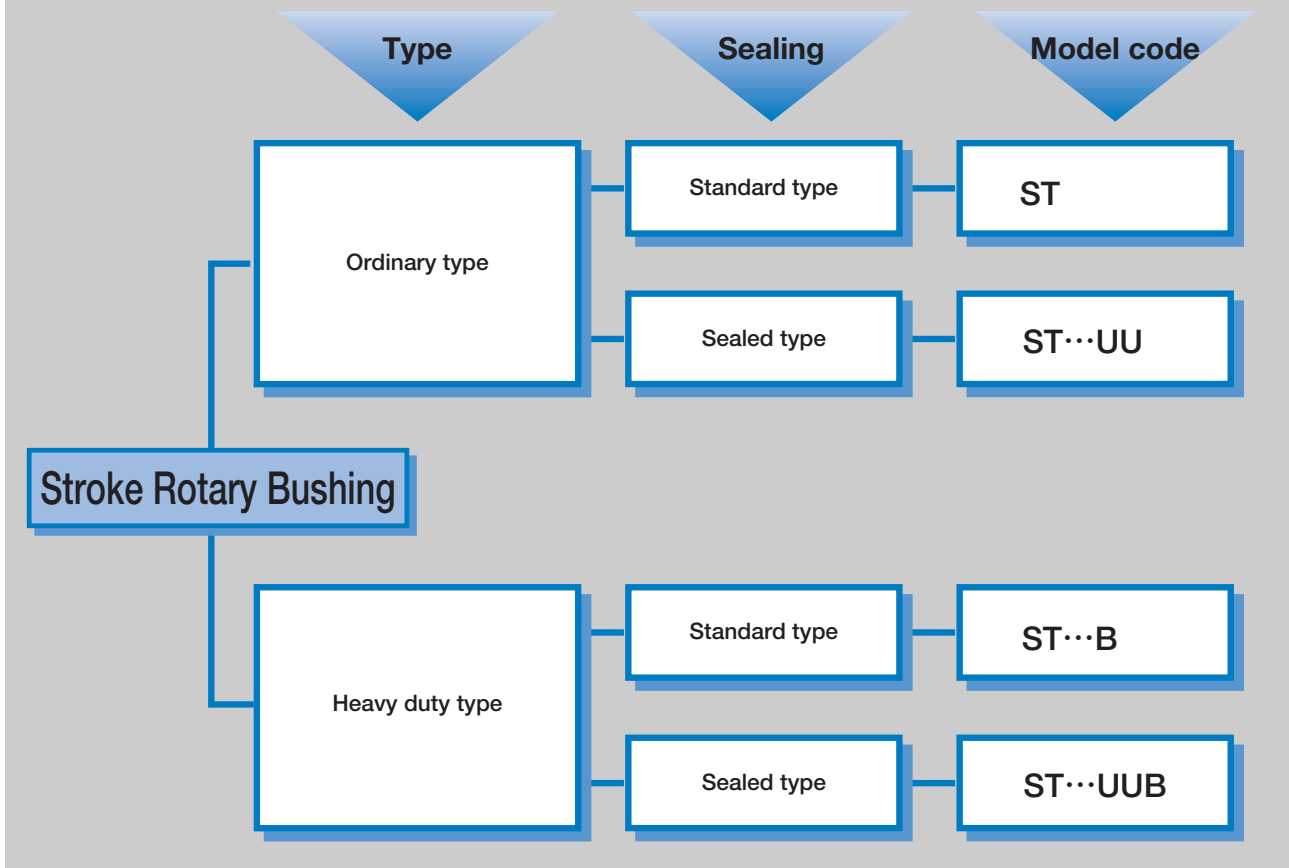 Type
Sealing
Model code
Ordinary type
Standard type
ST
Sealed type
ST···UU
Stroke Rotary Bushing
Heavy duty type
Standard type
ST···B
Sealed type
ST···UUB